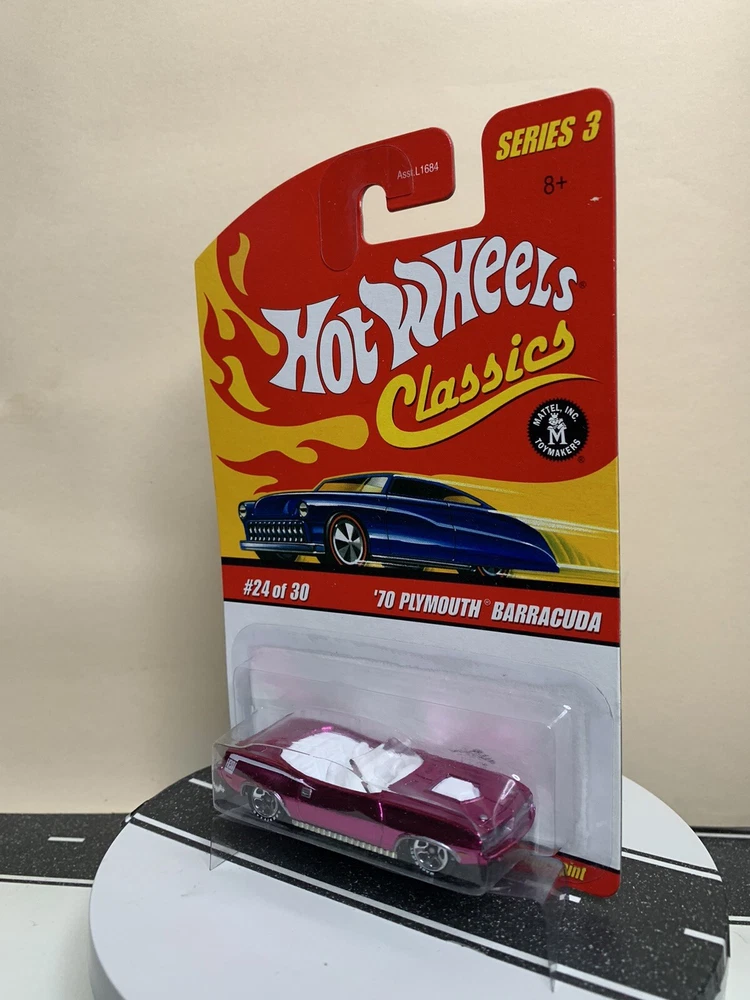 SERIES 3
Asst.L1684
8+
HOT WHEELS®
Classics
MATTEL, INC.
M
TOYMAKERS
®
#24 of 30
'70 PLYMOUTH® BARRACUDA